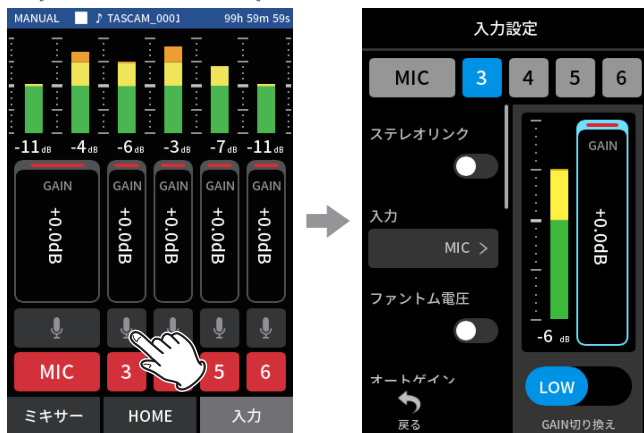 MANUAL ♪ TASCAM_0001 99h 59m 59s
-11 dB -4 dB -6 dB -3 dB -7 dB -11 dB
GAIN GAIN GAIN GAIN GAIN
+0.0dB +0.0dB +0.0dB +0.0dB +0.0dB
MIC 3 5 6
ミキサー HOME 入力
入力設定
MIC 3 4 5 6
ステレオリンク
入力
MIC >
ファントム電圧
オートゲイン
戻る
GAIN
+0.0dB
-6 dB
LOW
GAIN切り換え